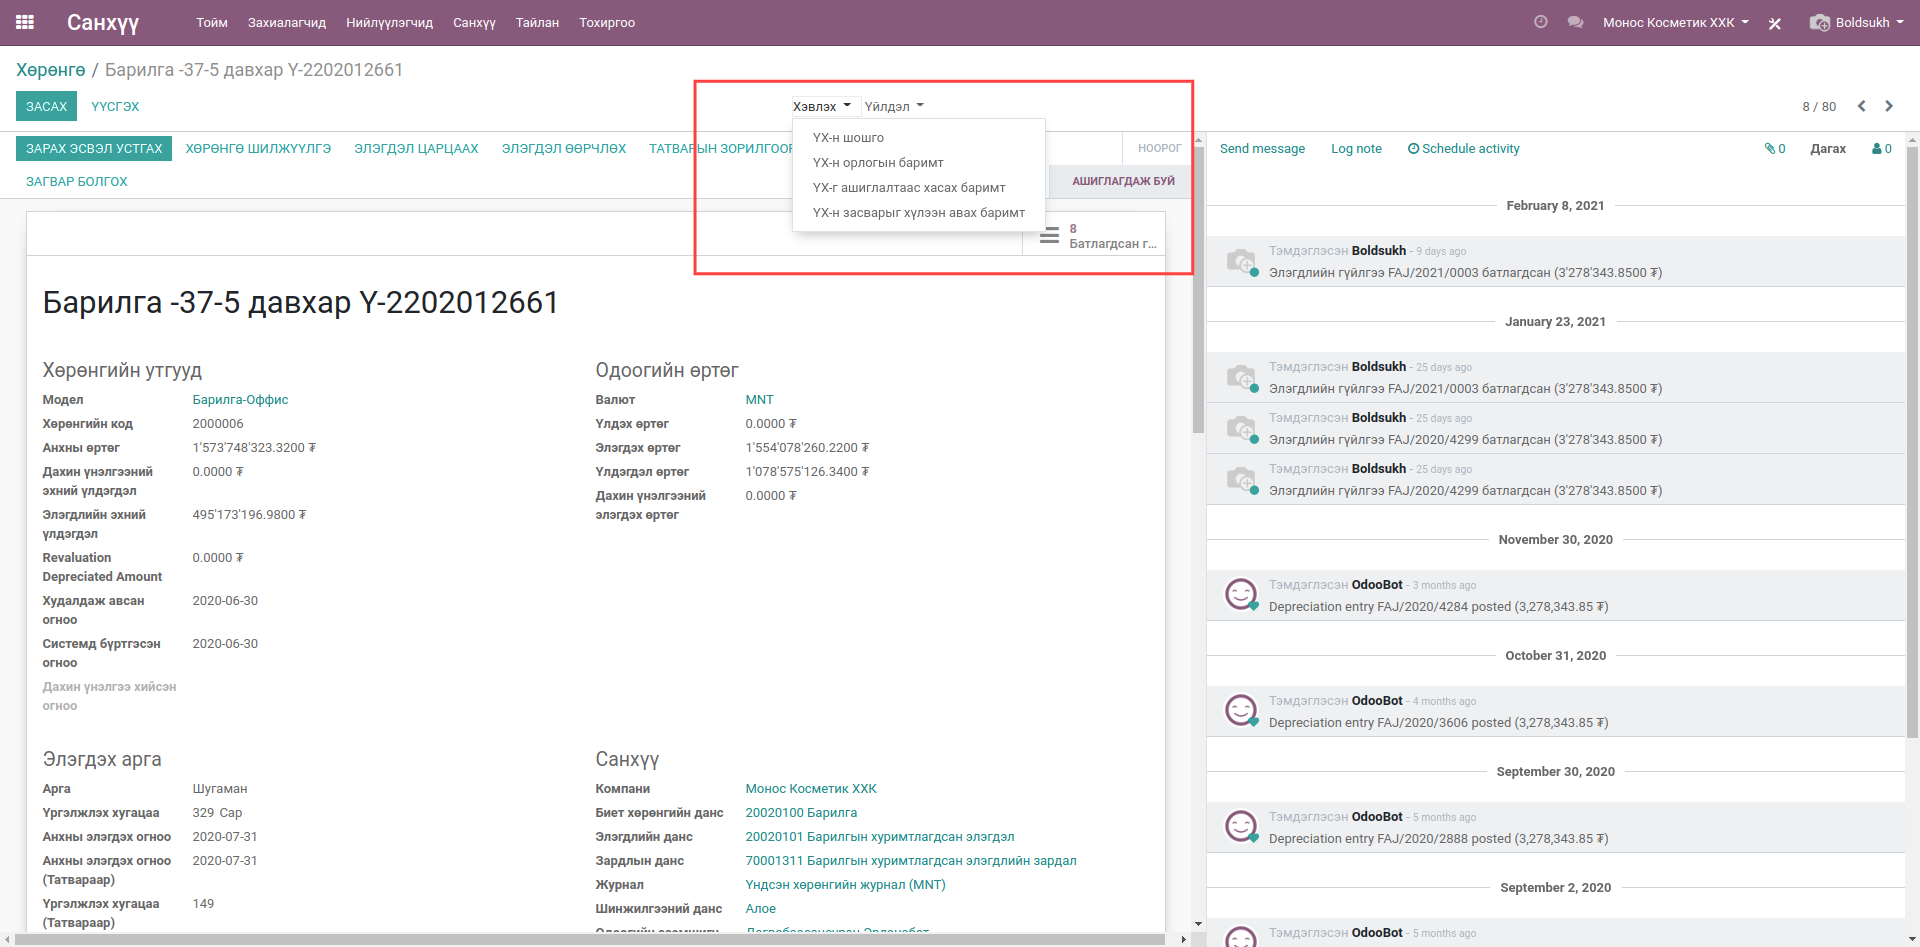 Санхүү
Тойм
Захиалагчид
Нийлүүлэгчид
Санхүү
Тайлан
Тохиргоо
Монос Косметик ХХК
Boldsukh
Хөрөнгө / Барилга -37-5 давхар Ү-2202012661
ЗАСАХ
ҮҮСГЭХ
Хэвлэх
Үйлдэл
8 / 80
ҮХ-н шошго
ҮХ-н орлогын баримт
ҮХ-г ашиглалтаас хасах баримт
ҮХ-н засварыг хүлээн авах баримт
ЗАРАХ ЭСВЭЛ УСТГАХ
ХӨРӨНГӨ ШИЛЖҮҮЛГЭ
ЭЛЭГДЭЛ ЦАРЦААХ
ЭЛЭГДЭЛ ӨӨРЧЛӨХ
ТАТВАРЫН ЗОРИЛГООР
НООРОГ
ЗАГВАР БОЛГОХ
АШИГЛАГДАЖ БУЙ
8
Батлагдсан г...
Барилга -37-5 давхар Ү-2202012661
Хөрөнгийн утгууд
Модел Барилга-Оффис
Хөрөнгийн код 2000006
Анхны өртөг 1'573'748'323.3200 ₮
Дахин үнэлгээний 0.0000 ₮
эхний үлдэгдэл
Элэгдлийн эхний 495'173'196.9800 ₮
үлдэгдэл
Revaluation 0.0000 ₮
Depreciated Amount
Худалдаж авсан 2020-06-30
огноо
Системд бүртгэсэн 2020-06-30
огноо
Дахин үнэлгээ хийсэн
огноо
Одоогийн өртөг
Валют MNT
Үлдэх өртөг 0.0000 ₮
Элэгдэх өртөг 1'554'078'260.2200 ₮
Үлдэгдэл өртөг 1'078'575'126.3400 ₮
Дахин үнэлгээний 0.0000 ₮
элэгдэх өртөг
Элэгдэх арга
Арга Шугаман
Үргэлжлэх хугацаа 329 Сар
Анхны элэгдэх огноо 2020-07-31
Анхны элэгдэх огноо 2020-07-31
(Татвараар)
Үргэлжлэх хугацаа 149
(Татвараар)
Санхүү
Компани Монос Косметик ХХК
Биет хөрөнгийн данс 20020100 Барилга
Элэгдлийн данс 20020101 Барилгын хуримтлагдсан элэгдэл
Зардлын данс 70001311 Барилгын хуримтлагдсан элэгдлийн зардал
Журнал Үндсэн хөрөнгийн журнал (MNT)
Шинжилгээний данс Алое
Send message
Log note
Schedule activity
0
Дагах
0
February 8, 2021
Тэмдэглэсэн Boldsukh - 9 days ago
Элэгдлийн гүйлгээ FAJ/2021/0003 батлагдсан (3'278'343.8500 ₮)
January 23, 2021
Тэмдэглэсэн Boldsukh - 25 days ago
Элэгдлийн гүйлгээ FAJ/2021/0003 батлагдсан (3'278'343.8500 ₮)
Тэмдэглэсэн Boldsukh - 25 days ago
Элэгдлийн гүйлгээ FAJ/2020/4299 батлагдсан (3'278'343.8500 ₮)
Тэмдэглэсэн Boldsukh - 25 days ago
Элэгдлийн гүйлгээ FAJ/2020/4299 батлагдсан (3'278'343.8500 ₮)
November 30, 2020
Тэмдэглэсэн OdooBot - 3 months ago
Depreciation entry FAJ/2020/4284 posted (3,278,343.85 ₮)
October 31, 2020
Тэмдэглэсэн OdooBot - 4 months ago
Depreciation entry FAJ/2020/3606 posted (3,278,343.85 ₮)
September 30, 2020
Тэмдэглэсэн OdooBot - 5 months ago
Depreciation entry FAJ/2020/2888 posted (3,278,343.85 ₮)
September 2, 2020
Тэмдэглэсэн OdooBot - 5 months ago